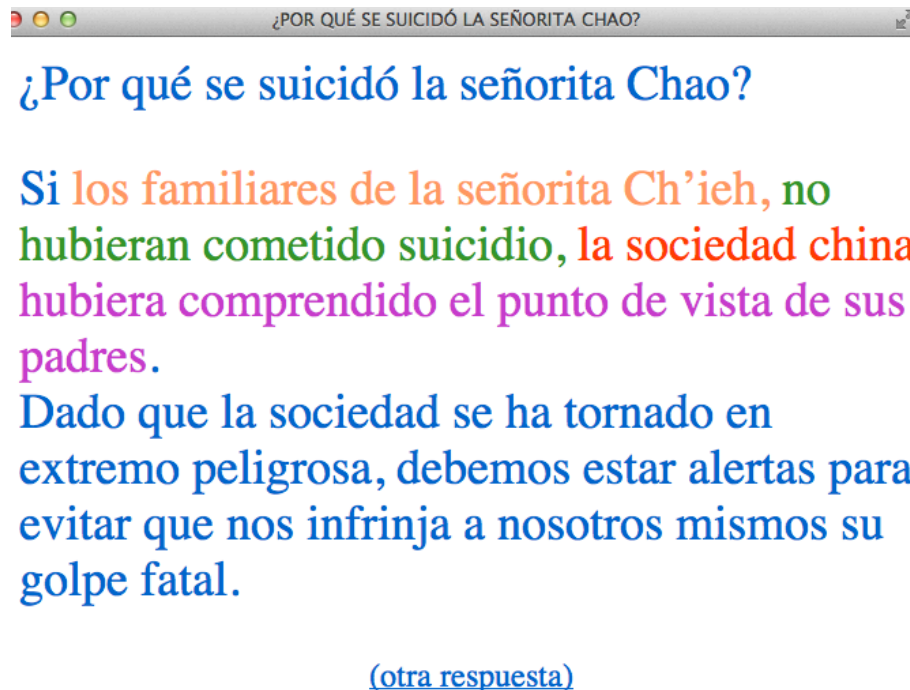 ¿POR QUÉ SE SUICIDÓ LA SEÑORITA CHAO?
¿Por qué se suicidó la señorita Chao?
Si los familiares de la señorita Ch’ieh, no
hubieran cometido suicidio, la sociedad china
hubiera comprendido el punto de vista de sus
padres.
Dado que la sociedad se ha tornado en
extremo peligrosa, debemos estar alertas para
evitar que nos infrinja a nosotros mismos su
golpe fatal.
(otra respuesta)